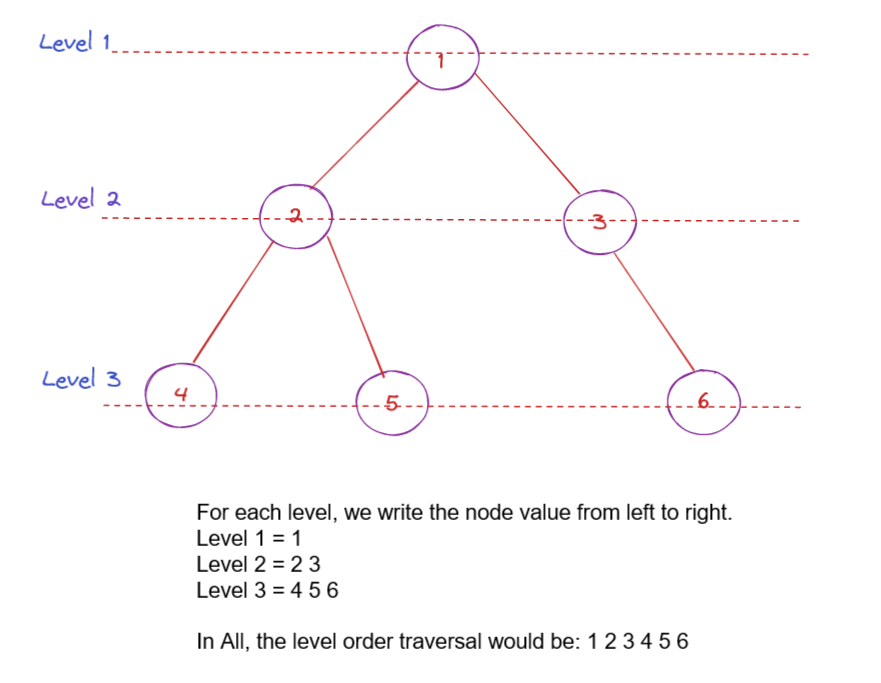 Level 1
1
Level 2
2
3
Level 3
4
5
6
For each level, we write the node value from left to right.
Level 1 = 1
Level 2 = 2 3
Level 3 = 4 5 6
In All, the level order traversal would be: 1 2 3 4 5 6